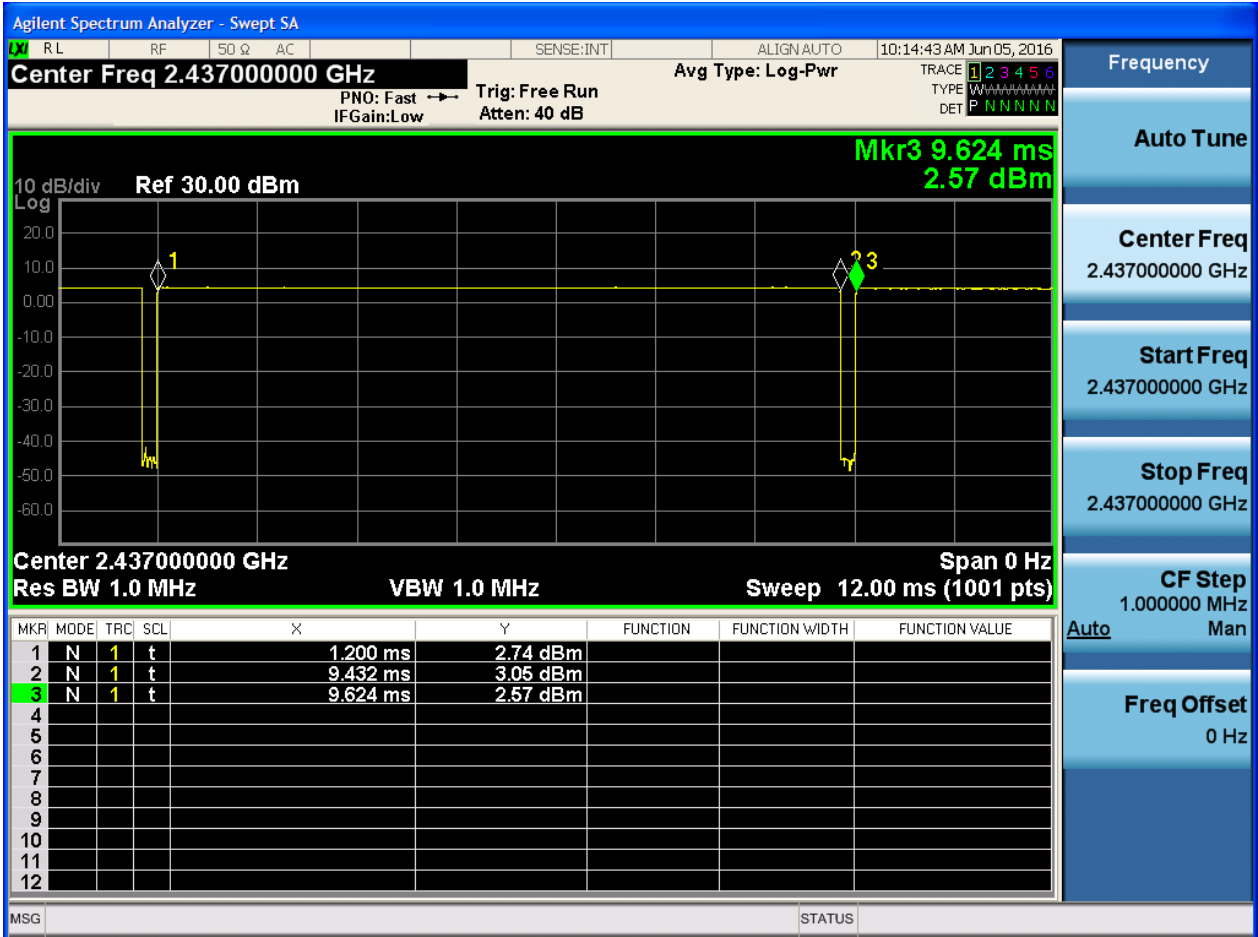 Agilent Spectrum Analyzer - Swept SA
LXI RL RF 50 Ω AC SENSE:INT ALIGN AUTO 10:14:43 AM Jun 05, 2016
Center Freq 2.437000000 GHz
PNO: Fast
IFGain:Low
Trig: Free Run
Atten: 40 dB
Avg Type: Log-Pwr
TRACE 1 2 3 4 5 6
TYPE WWWWWW
DET P N N N N N
Mkr3 9.624 ms
2.57 dBm
10 dB/div Ref 30.00 dBm
Log
20.0
10.0
0.00
-10.0
-20.0
-30.0
-40.0
-50.0
-60.0
1
2
3
Center 2.437000000 GHz Span 0 Hz
Res BW 1.0 MHz VBW 1.0 MHz Sweep 12.00 ms (1001 pts)
MKR MODE TRC SCL X Y FUNCTION FUNCTION WIDTH FUNCTION VALUE
1 N 1 t 1.200 ms 2.74 dBm
2 N 1 t 9.432 ms 3.05 dBm
3 N 1 t 9.624 ms 2.57 dBm
4
5
6
7
8
9
10
11
12
MSG STATUS
Frequency
Auto Tune
Center Freq
2.437000000 GHz
Start Freq
2.437000000 GHz
Stop Freq
2.437000000 GHz
CF Step
1.000000 MHz
Auto Man
Freq Offset
0 Hz